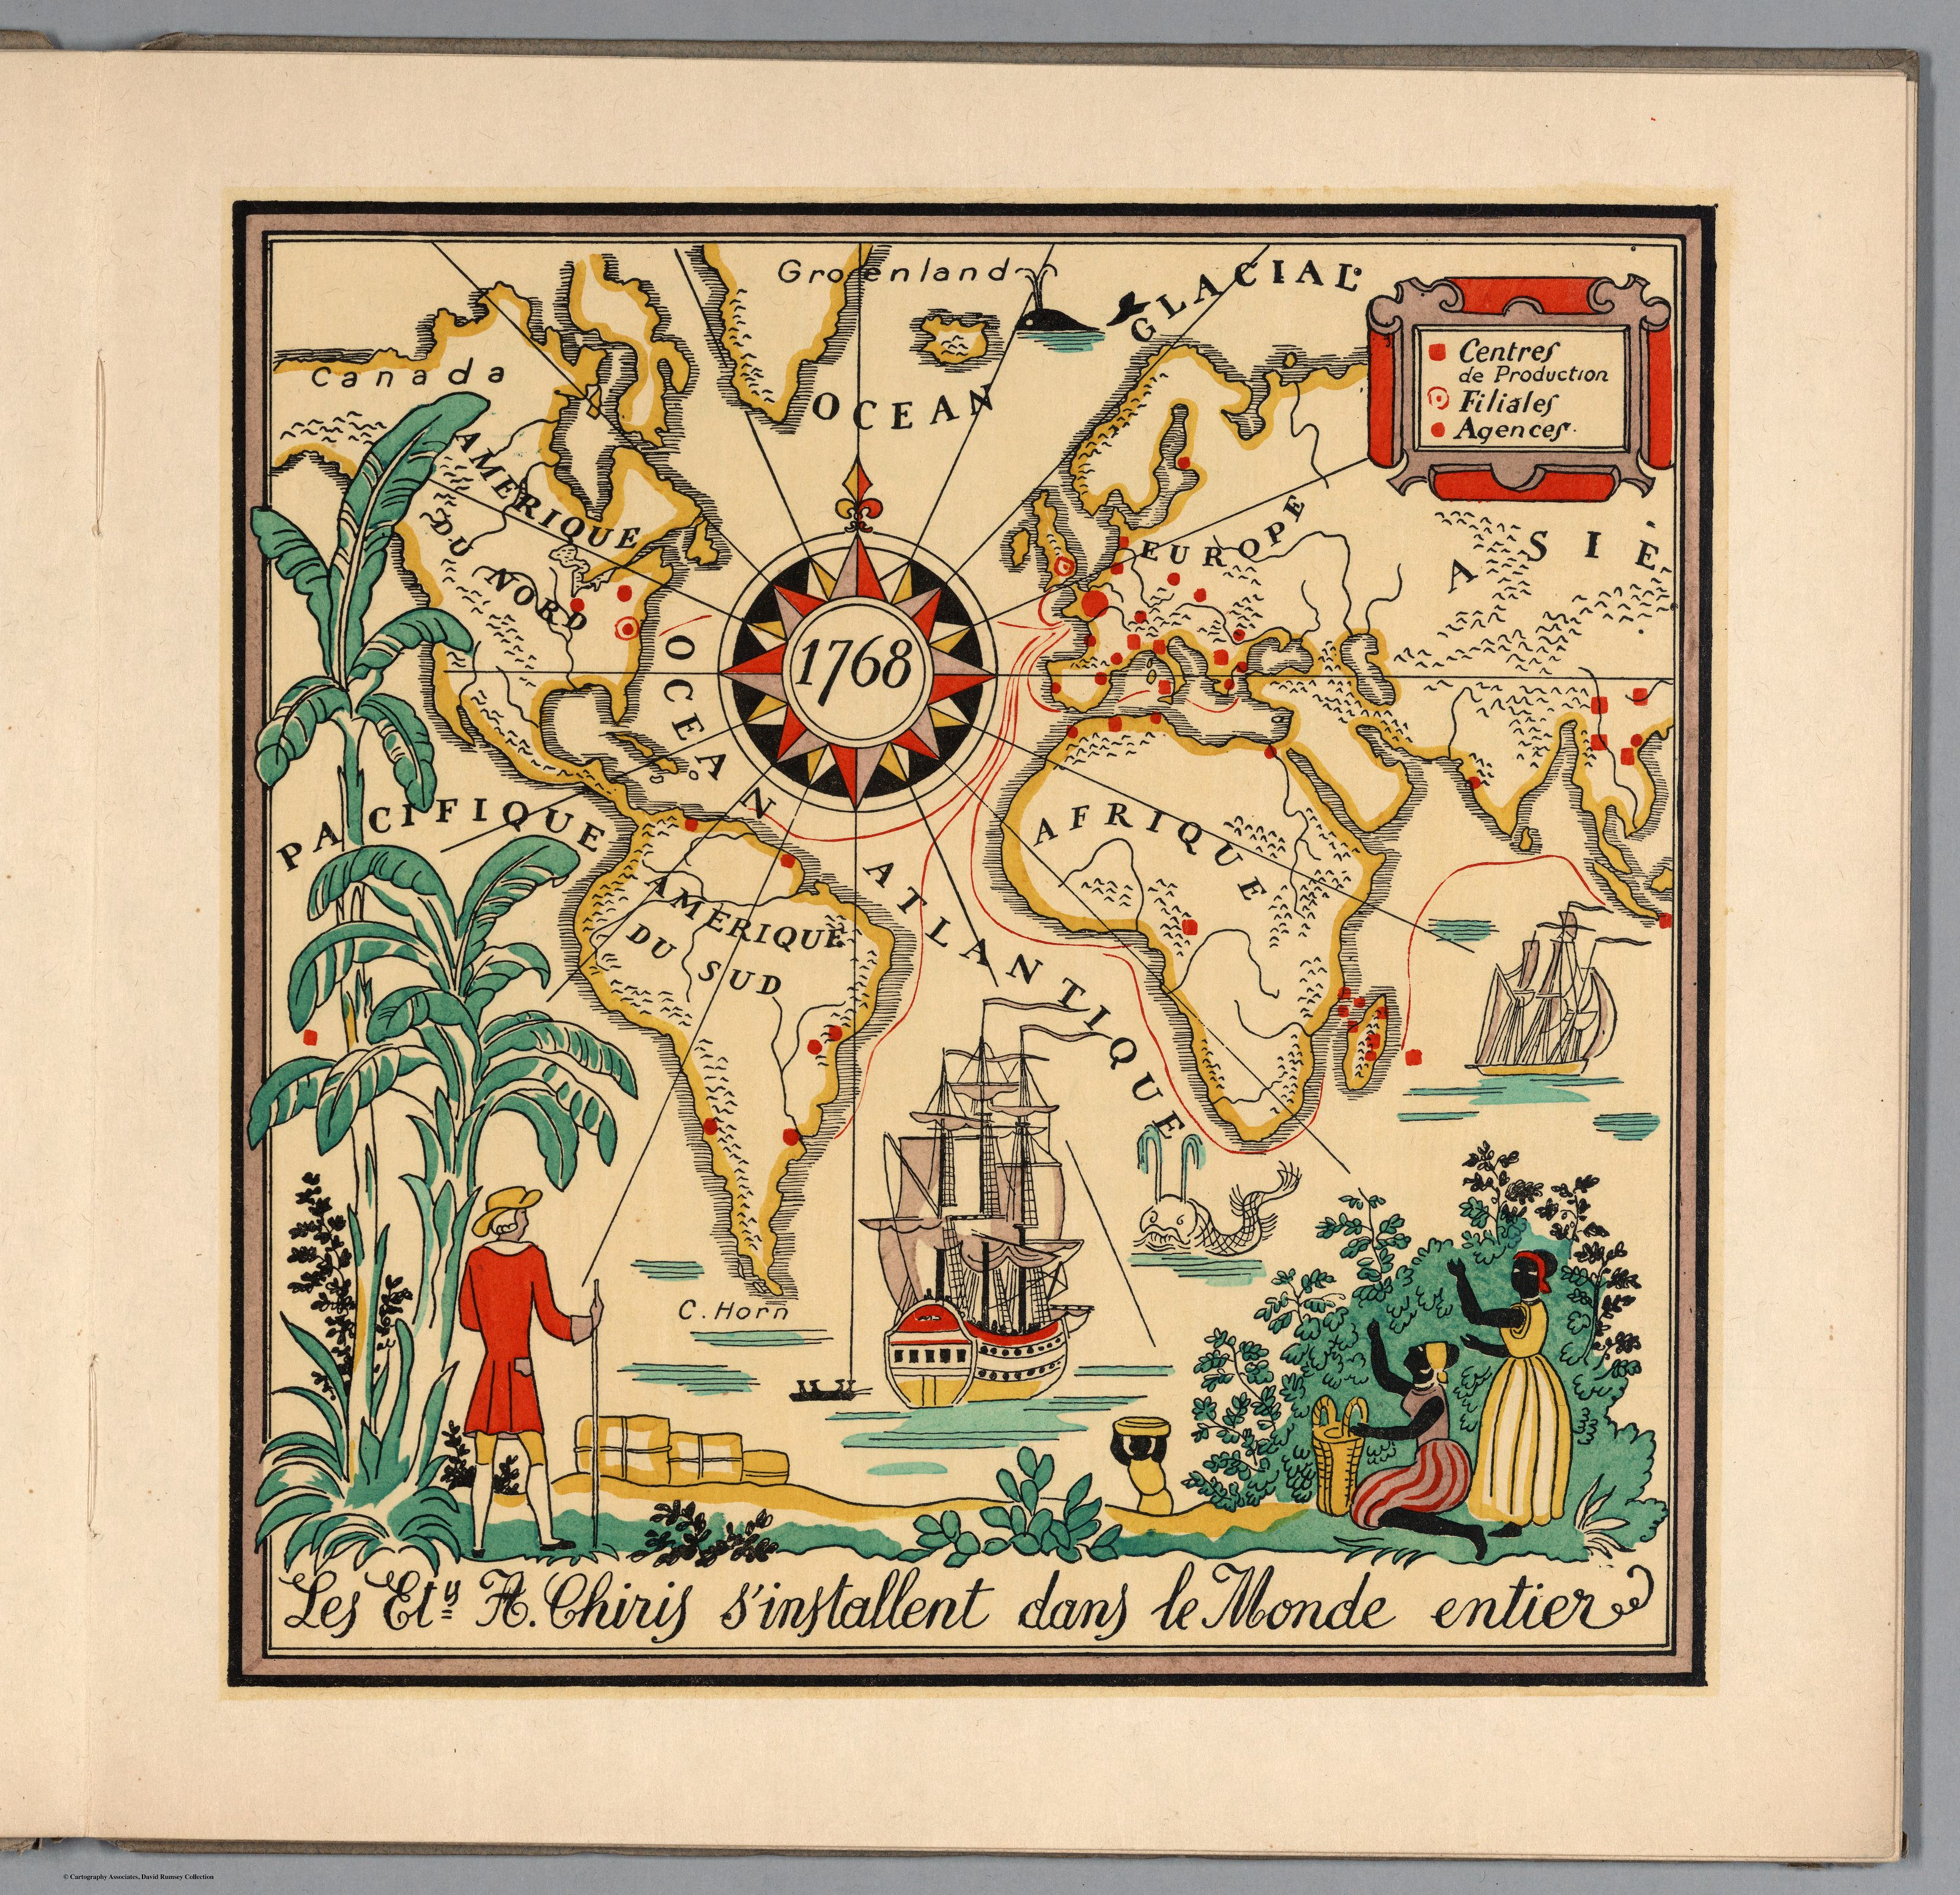 Groenland
GLACIAL
Canada
OCEAN
Centres
de Production
Filiales
Agences.
AMERIQUE
DU NORD
EUROPE
ASIE
1768
OCEAN
ATLANTIQUE
PACIFIQUE
AFRIQUE
AMERIQUE
DU SUD
C. Horn
Les Ets A. Chiris s'installent dans le Monde entier
© Cartography Associates, David Rumsey Collection